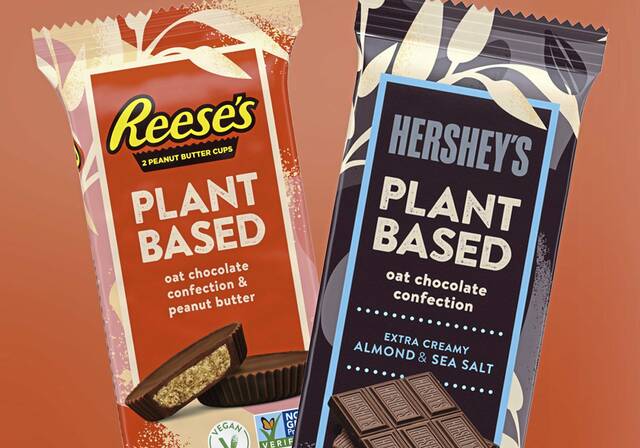 Reese's
2 PEANUT BUTTER CUPS
PLANT
BASED
oat chocolate
confection &
peanut butter
VEGAN
HERSHEY'S
PLANT
BASED
oat chocolate
confection
EXTRA CREAMY
ALMOND & SEA SALT